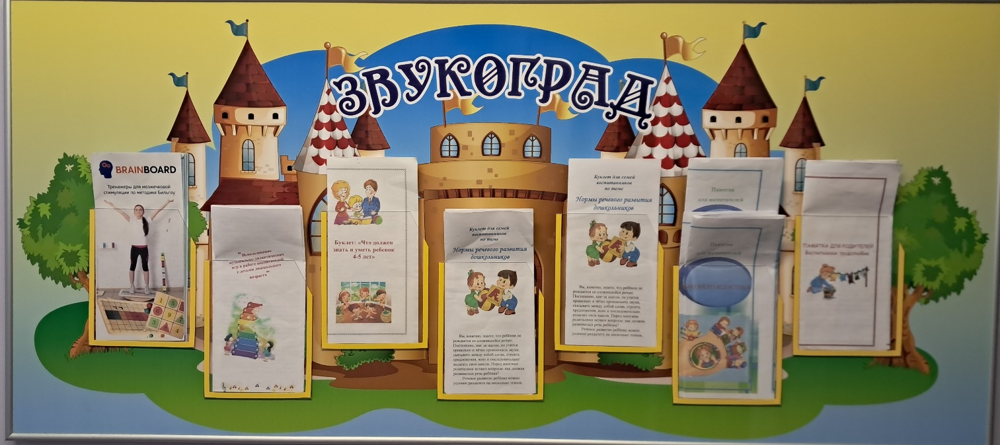 ЗВУКОГРАД
BRAINBOARD
Тренажеры для мозжечковой
стимуляции по методике Бильгоу
"Использование
музыкально-дидактических
игр в работе воспитателей
с детьми дошкольного
возраста"
Буклет: «Что должен
знать и уметь ребенок
4-5 лет»
Буклет для семей
воспитанников
по теме
Нормы речевого развития
дошкольников
Вы, конечно, знаете, что ребёнок не
рождается со сложившейся речью.
Постепенно, шаг за шагом, он учится
правильно и чётко произносить звуки,
связывать между собой слова, строить
предложения, ясно и последовательно
излагать свои мысли. Перед многими
родителями встают вопросы: как должна
развиваться речь ребёнка?
Речевое развитие ребёнка можно
условно разделить на несколько этапов.
Буклет для семей
воспитанников
по теме
Нормы речевого развития
дошкольников
Вы, конечно, знаете, что ребёнок не
рождается со сложившейся речью.
Постепенно, шаг за шагом, он учится
правильно и чётко произносить звуки,
связывать между собой слова, строить
предложения, ясно и последовательно
излагать свои мысли. Перед многими
родителями встают вопросы: как должна
развиваться речь ребёнка?
Речевое развитие ребёнка можно
условно разделить на несколько этапов.
Памятка
для воспитателей
Памятка
для воспитателей
ПАМЯТКА ДЛЯ РОДИТЕЛЕЙ
Воспитываем трудолюбие